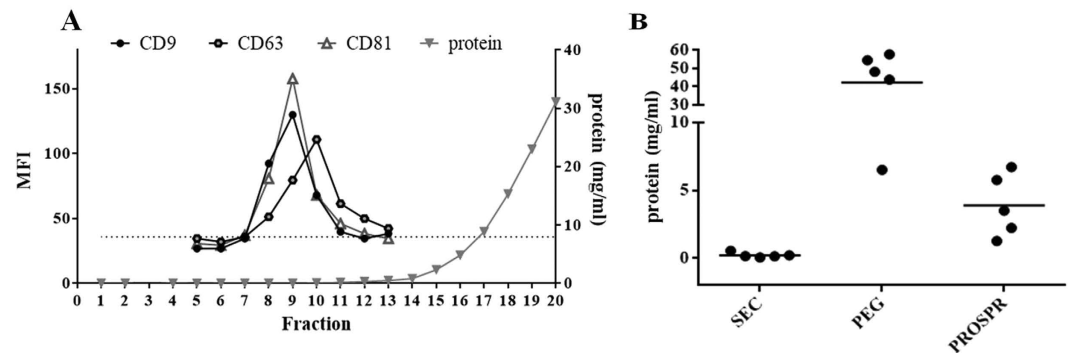 A
CD9 CD63 CD81 protein
MFI
150
100
50
0
40
30
20
10
0
protein (mg/ml)
0 1 2 3 4 5 6 7 8 9 10 11 12 13 14 15 16 17 18 19 20
Fraction
B
protein (mg/ml)
60
50
40
30
10
5
0
SEC PEG PROSPR